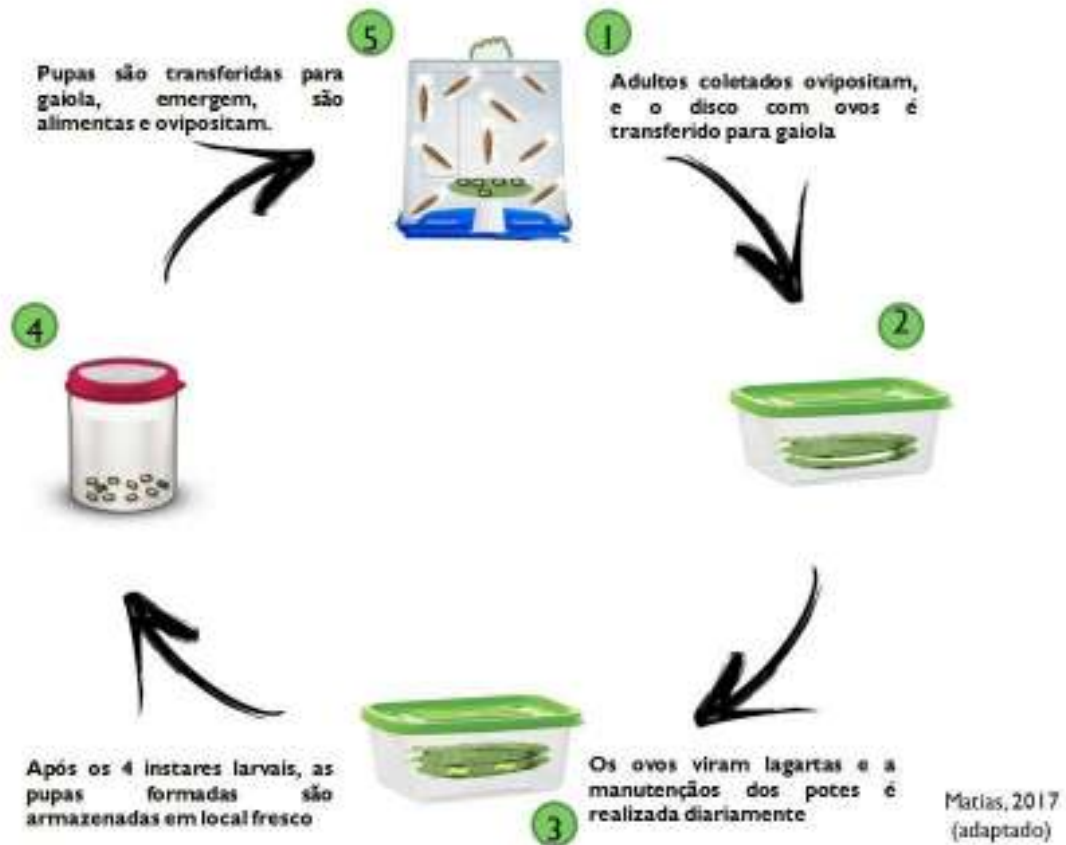 5
1
Pupas são transferidas para
gaiola, emergem, são
alimentas e ovipositam.
Adultos coletados ovipositam,
e o disco com ovos é
transferido para gaiola
4
2
Após os 4 instares larvais, as
pupas formadas são
armazenadas em local fresco
3
Os ovos viram lagartas e a
manutençãos dos potes é
realizada diariamente
Matias, 2017
(adaptado)